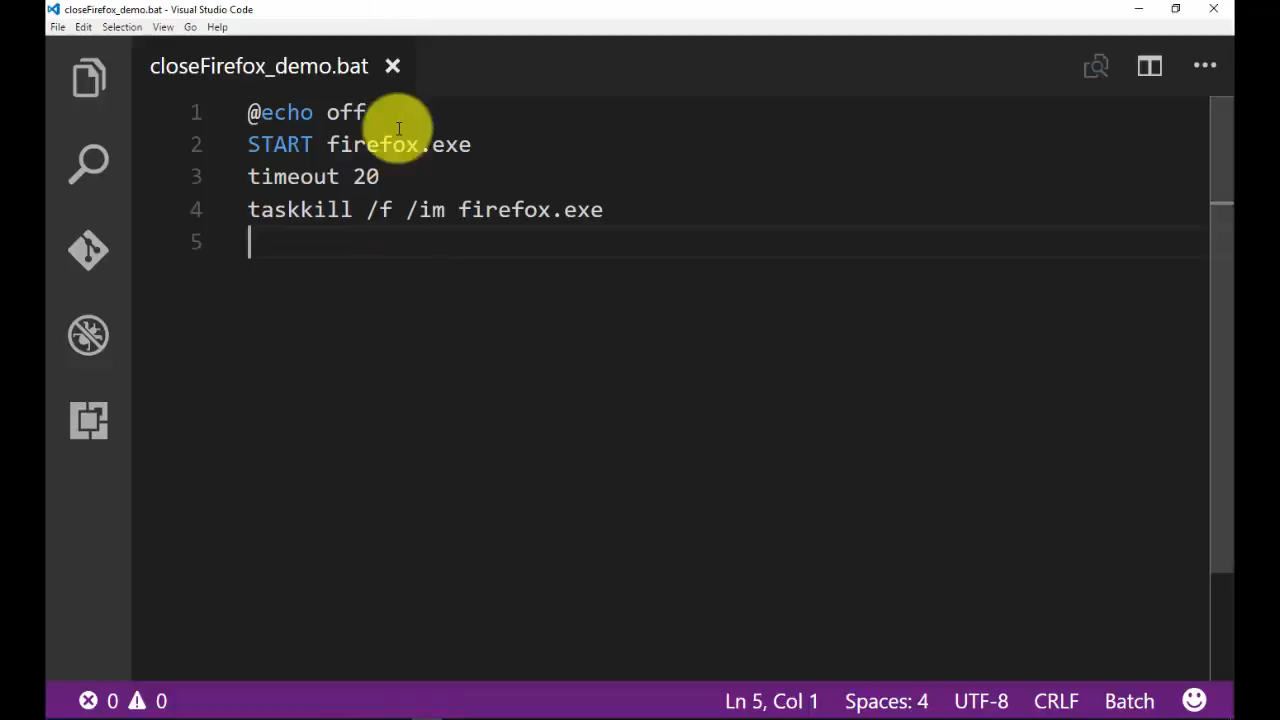 closeFirefox_demo.bat - Visual Studio Code
File Edit Selection View Go Help
closeFirefox_demo.bat
1 @echo off
2 START firefox.exe
3 timeout 20
4 taskkill /f /im firefox.exe
5
0 0 Ln 5, Col 1 Spaces: 4 UTF-8 CRLF Batch